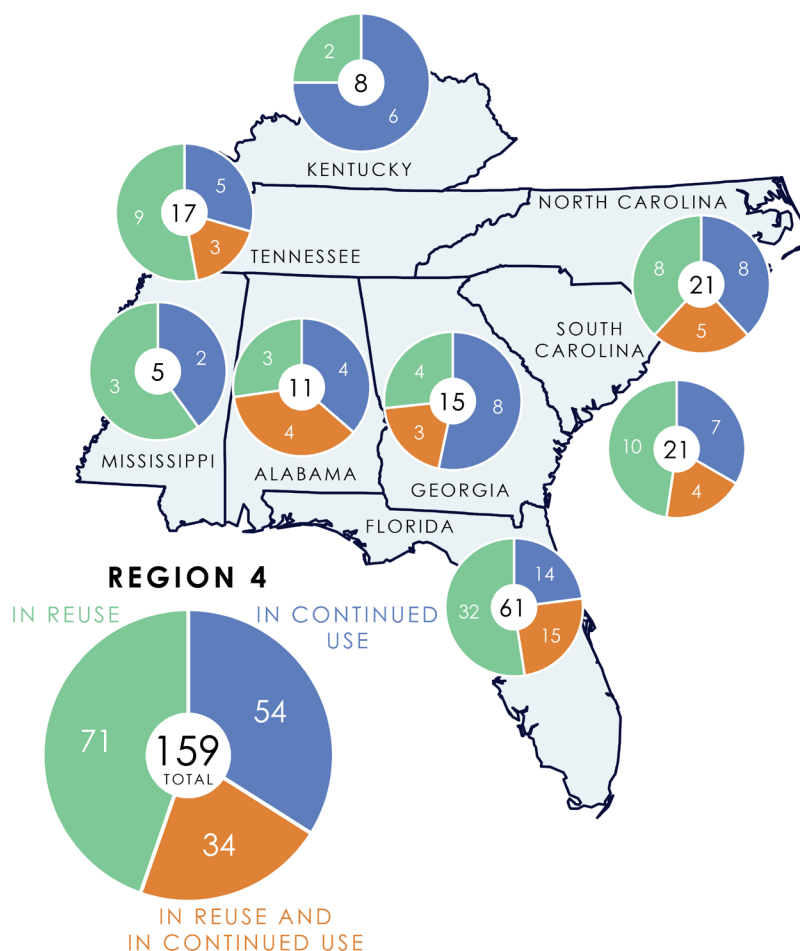 2
8
6
KENTUCKY
5
9
17
3
TENNESSEE
NORTH CAROLINA
8
8
21
5
SOUTH
CAROLINA
2
5
3
MISSISSIPPI
3
4
11
4
ALABAMA
4
15
8
3
GEORGIA
7
10
21
4
FLORIDA
14
32
61
15
REGION 4
IN REUSE
IN CONTINUED
USE
54
71
159
TOTAL
34
IN REUSE AND
IN CONTINUED USE